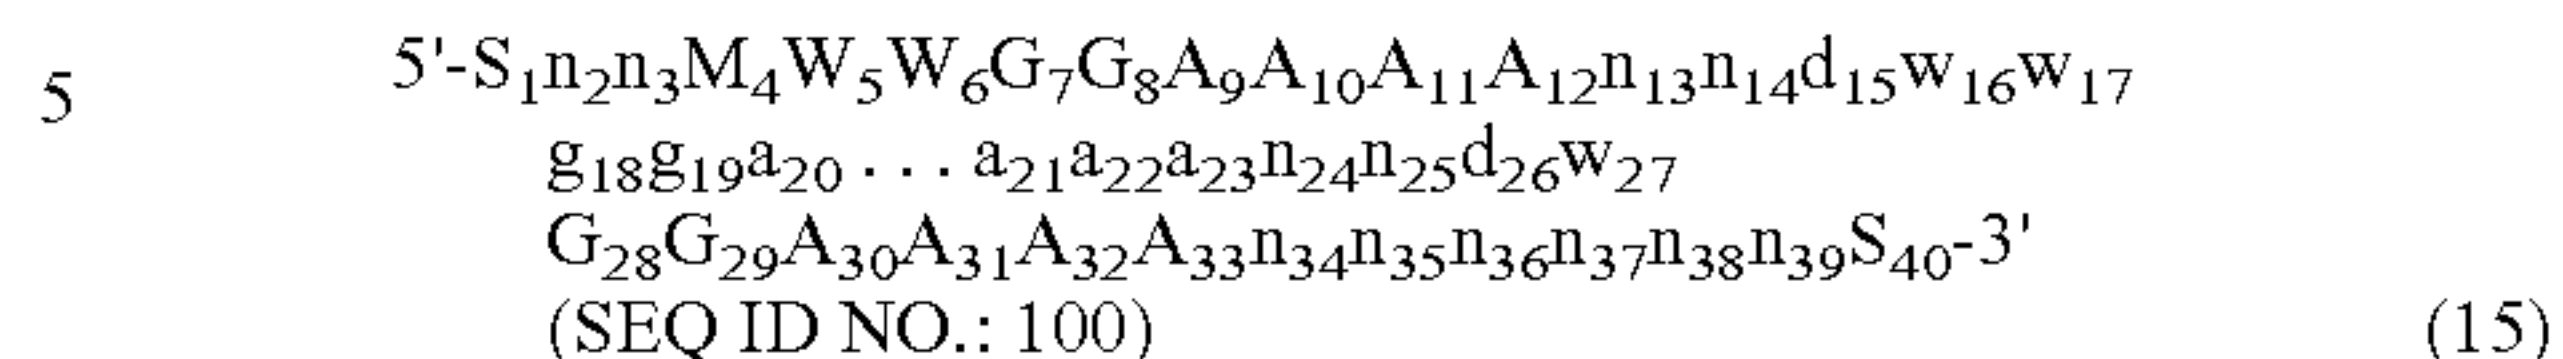 5 5'-S₁n₂n₃M₄W₅W₆G₇G₈A₉A₁₀A₁₁A₁₂n₁₃n₁₄d₁₅w₁₆w₁₇
g₁₈g₁₉a₂₀ . . . a₂₁a₂₂a₂₃n₂₄n₂₅d₂₆w₂₇
G₂₈G₂₉A₃₀A₃₁A₃₂A₃₃n₃₄n₃₅n₃₆n₃₇n₃₈n₃₉S₄₀-3'
(SEQ ID NO.: 100) (15)